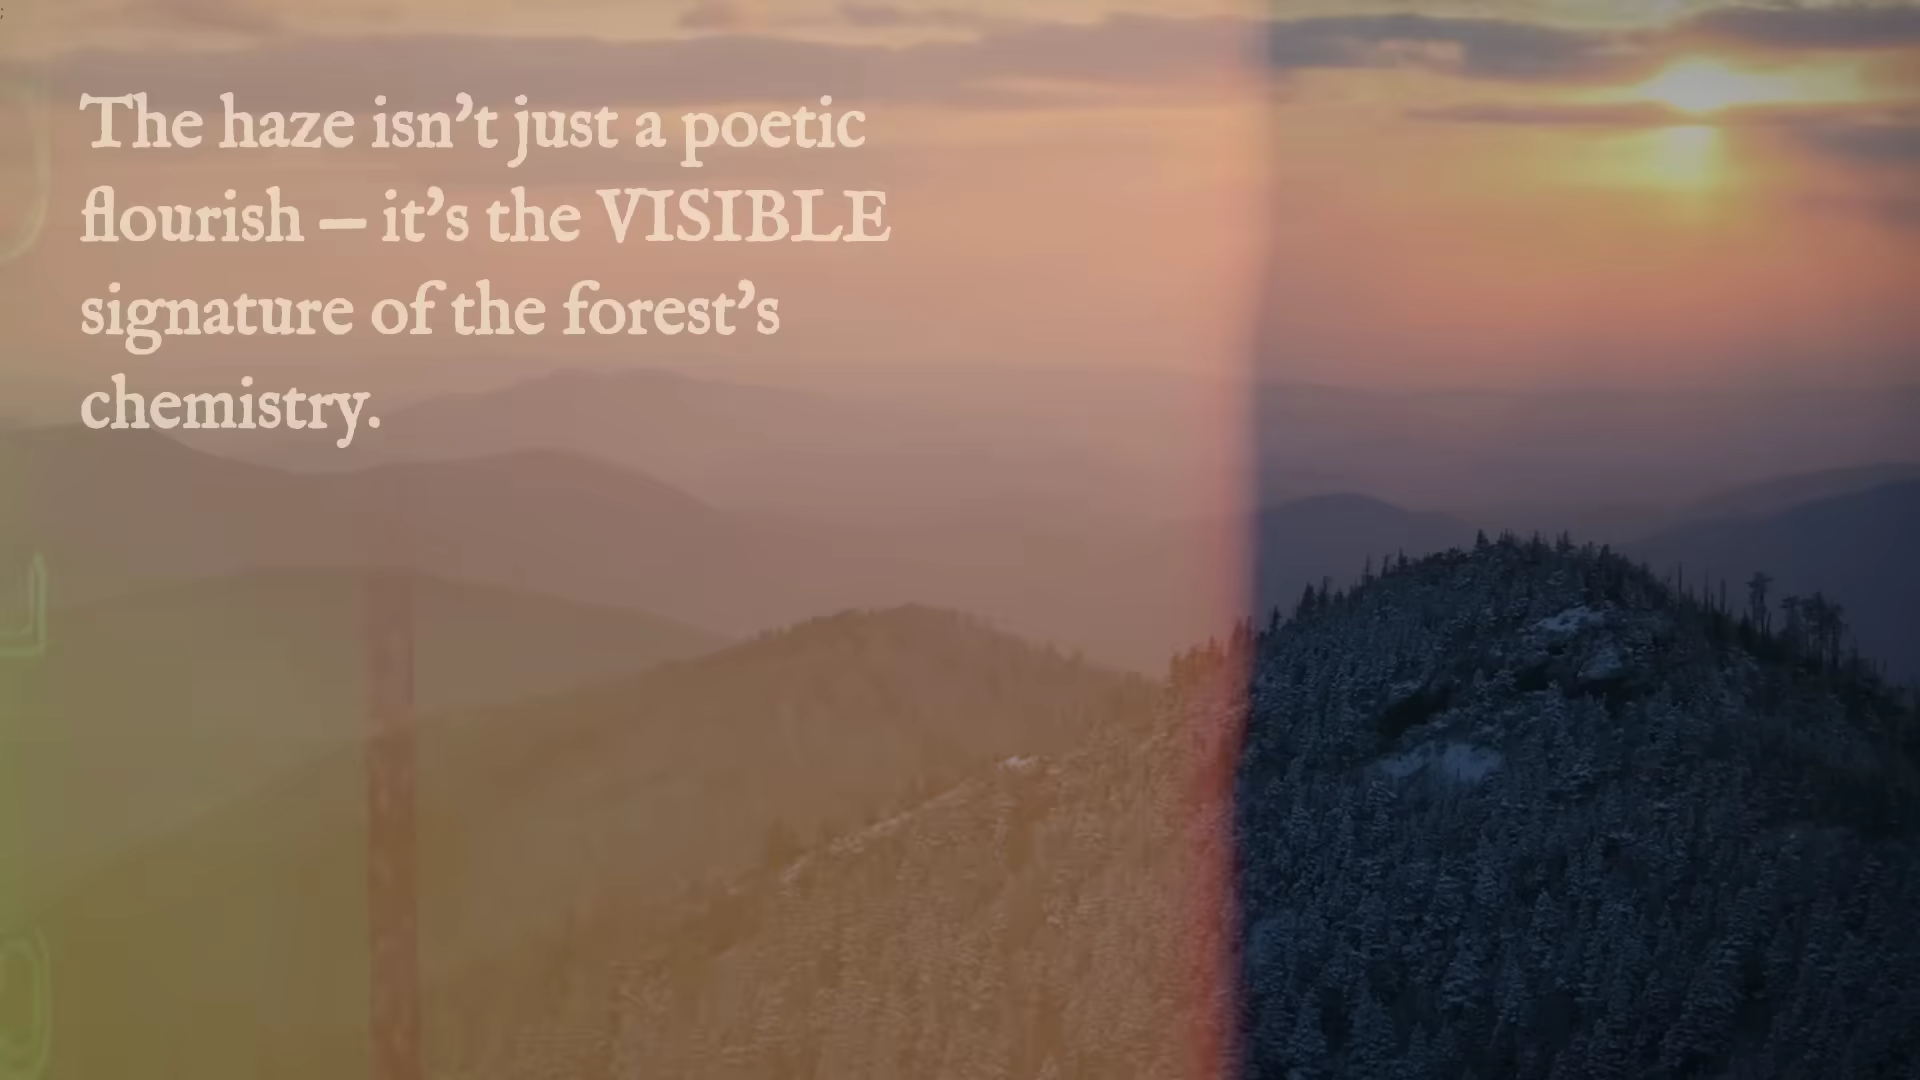 The haze isn’t just a poetic
flourish — it’s the VISIBLE
signature of the forest’s
chemistry.